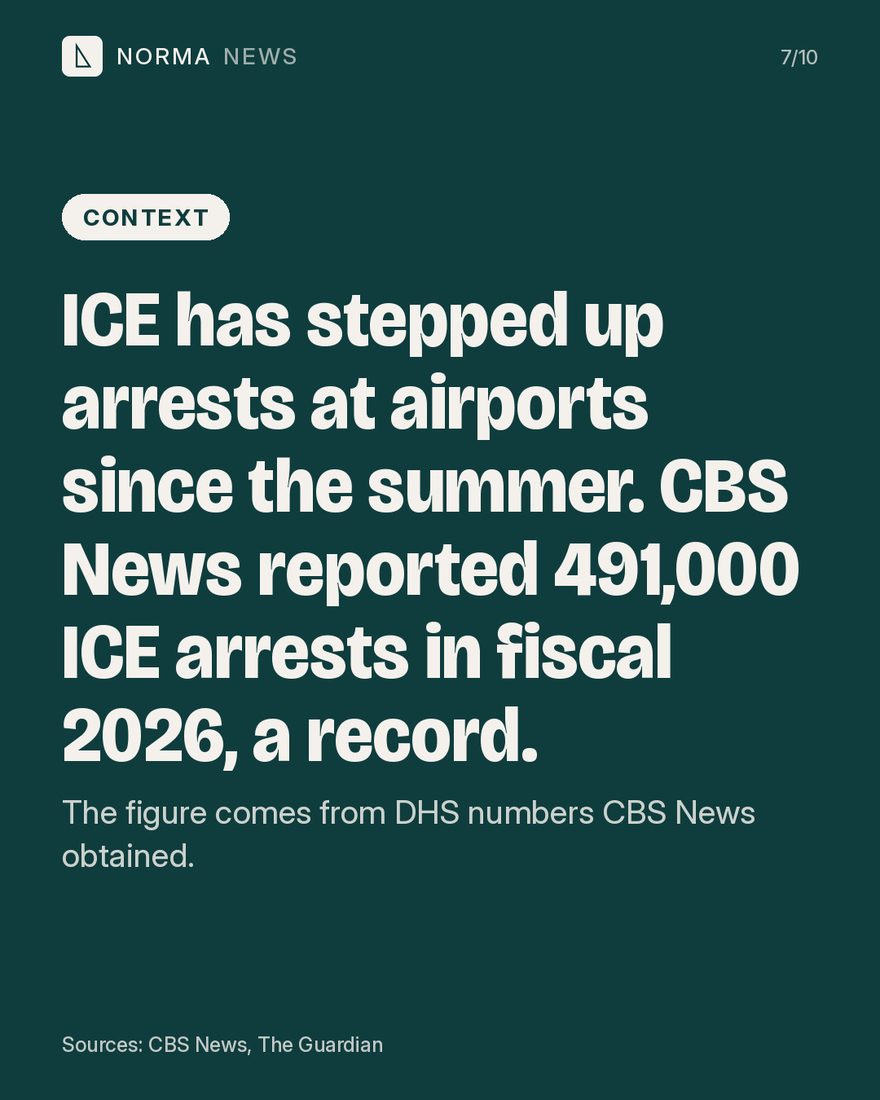 NORMA NEWS
7/10
CONTEXT
ICE has stepped up
arrests at airports
since the summer. CBS
News reported 491,000
ICE arrests in fiscal
2026, a record.
The figure comes from DHS numbers CBS News
obtained.
Sources: CBS News, The Guardian